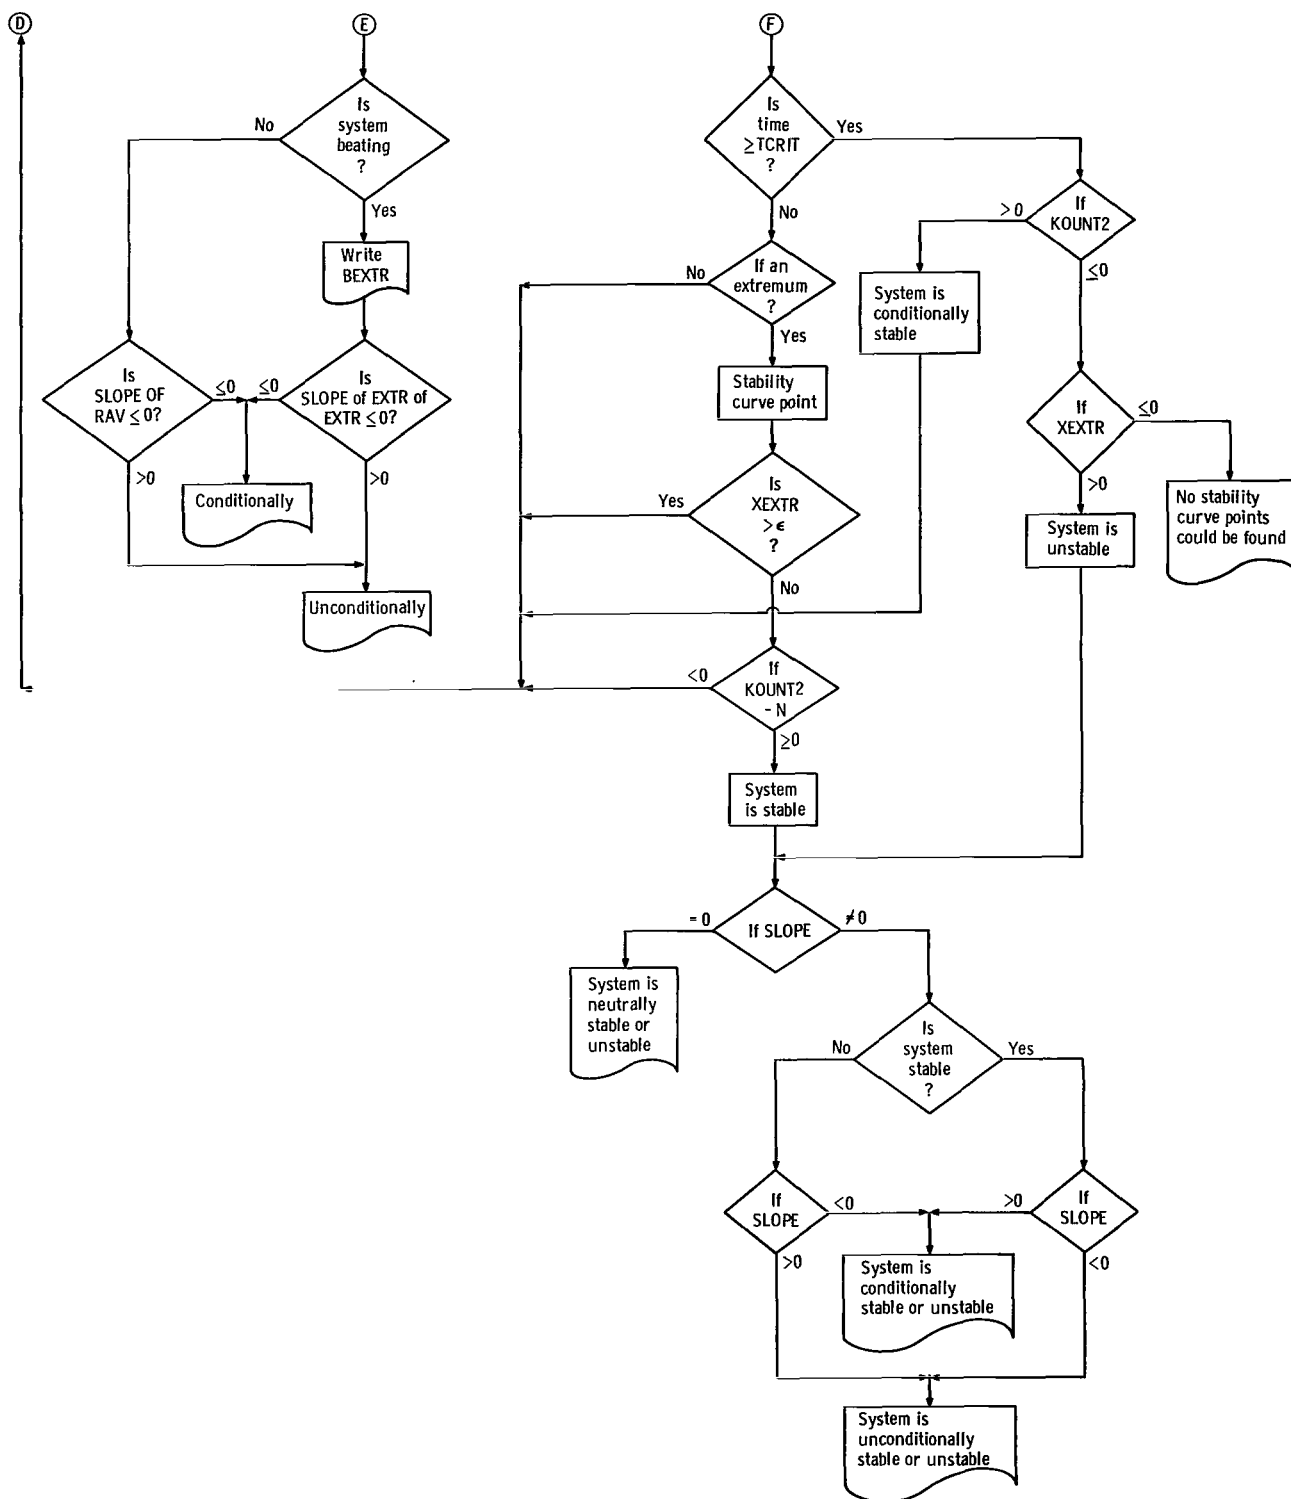 D
E
F
Is
system
beating
?
No
Yes
Write
BEXTR
Is
SLOPE OF
RAV ≤ 0?
≤0
≤0
Is
SLOPE of EXTR of
EXTR ≤ 0?
>0
>0
Conditionally
Unconditionally
Is
time
≥TCRIT
?
Yes
No
If an
extremum
?
No
Yes
Stability
curve point
Is
XEXTR
>ϵ
?
Yes
No
If
KOUNT2
- N
<0
≥0
System
is stable
If
KOUNT2
>0
≤0
System is
conditionally
stable
If
XEXTR
≤0
>0
No stability
curve points
could be found
System is
unstable
If SLOPE
= 0
≠0
System is
neutrally
stable or
unstable
Is
system
stable
?
No
Yes
If
SLOPE
<0
>0
If
SLOPE
>0
<0
System is
conditionally
stable or unstable
System is
unconditionally
stable or unstable